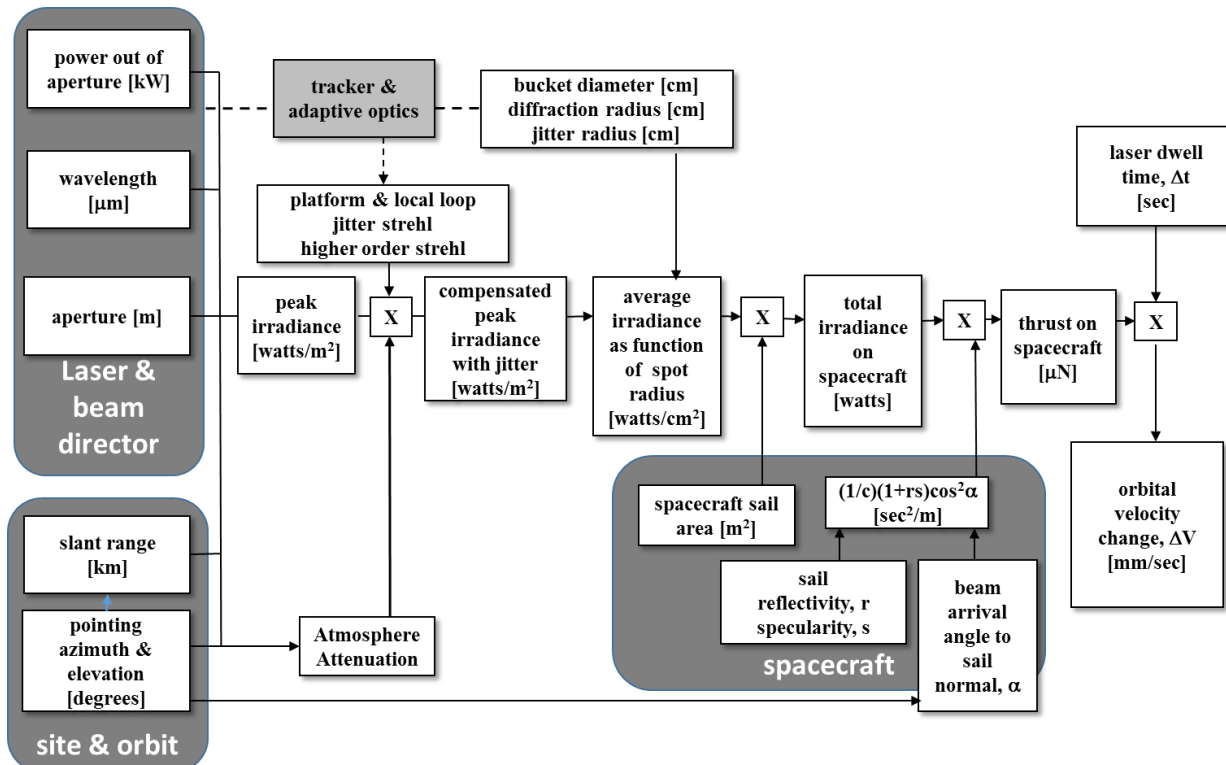 power out of
aperture [kW]
wavelength
[μm]
aperture [m]
Laser &
beam
director
slant range
[km]
pointing
azimuth &
elevation
[degrees]
site & orbit
tracker &
adaptive optics
bucket diameter [cm]
diffraction radius [cm]
jitter radius [cm]
platform & local loop
jitter strehl
higher order strehl
peak
irradiance
[watts/m²]
X
compensated
peak
irradiance
with jitter
[watts/m²]
average
irradiance
as function
of spot
radius
[watts/cm²]
X
total
irradiance
on
spacecraft
[watts]
X
thrust on
spacecraft
[μN]
X
laser dwell
time, Δt
[sec]
orbital
velocity
change, ΔV
[mm/sec]
Atmosphere
Attenuation
spacecraft sail
area [m²]
(1/c)(1+rs)cos²α
[sec²/m]
sail
reflectivity, r
specularity, s
beam
arrival
angle to
sail
normal, α
spacecraft